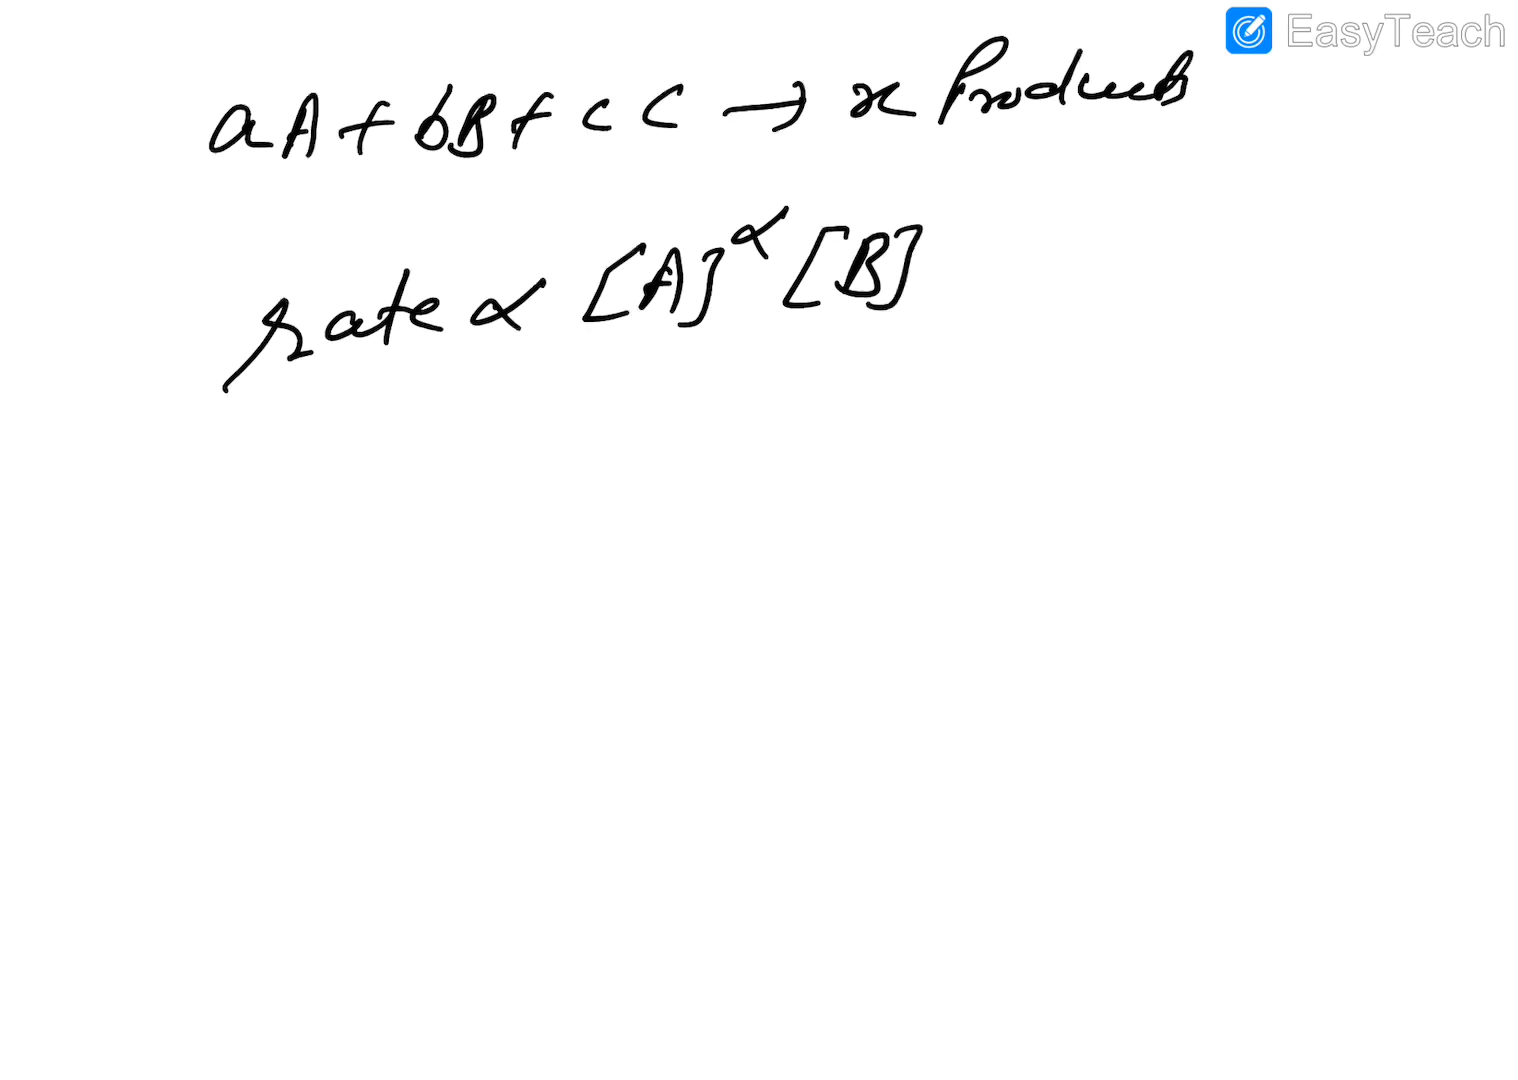 EasyTeach
aA + bB + cC → x Products
rate ∝ [A]^α [B]